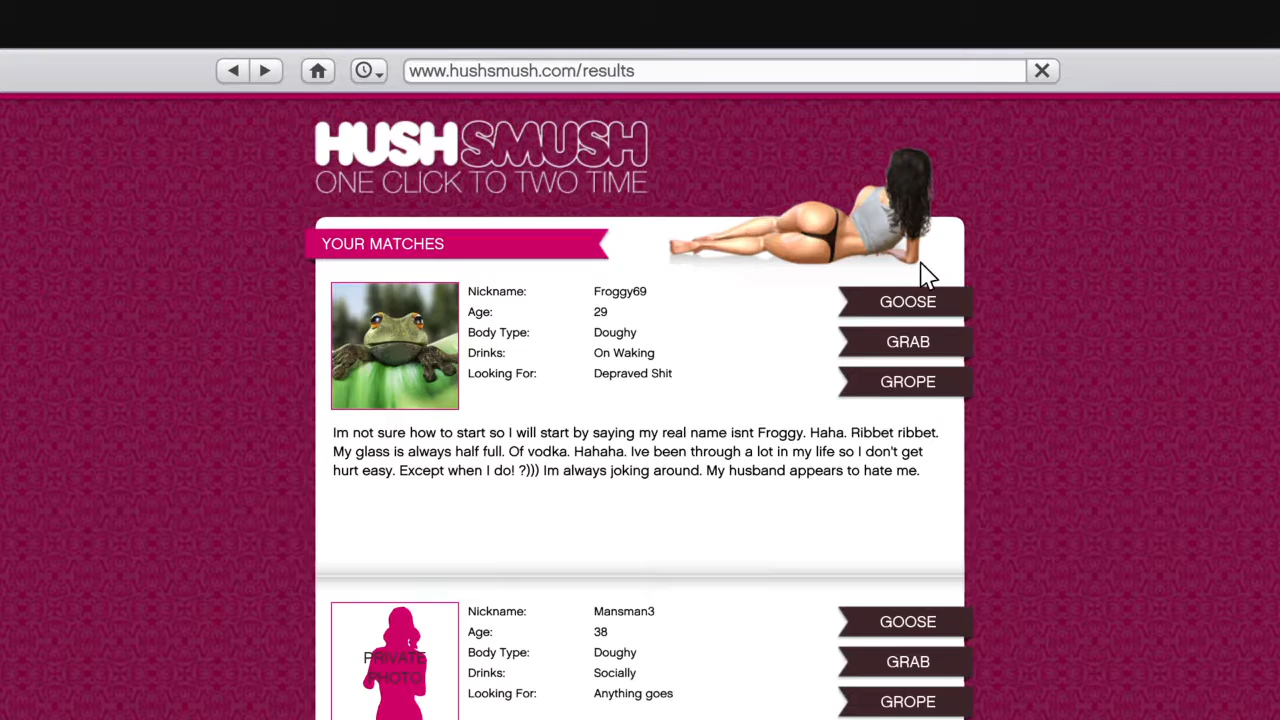 www.hushsmush.com/results
HUSHSMUSH
ONE CLICK TO TWO TIME
YOUR MATCHES
Nickname: Froggy69
Age: 29
Body Type: Doughy
Drinks: On Waking
Looking For: Depraved Shit
GOOSE
GRAB
GROPE
Im not sure how to start so I will start by saying my real name isnt Froggy. Haha. Ribbet ribbet.
My glass is always half full. Of vodka. Hahaha. Ive been through a lot in my life so I don't get
hurt easy. Except when I do! ?))) Im always joking around. My husband appears to hate me.
PRIVATE
PHOTO
Nickname: Mansman3
Age: 38
Body Type: Doughy
Drinks: Socially
Looking For: Anything goes
GOOSE
GRAB
GROPE